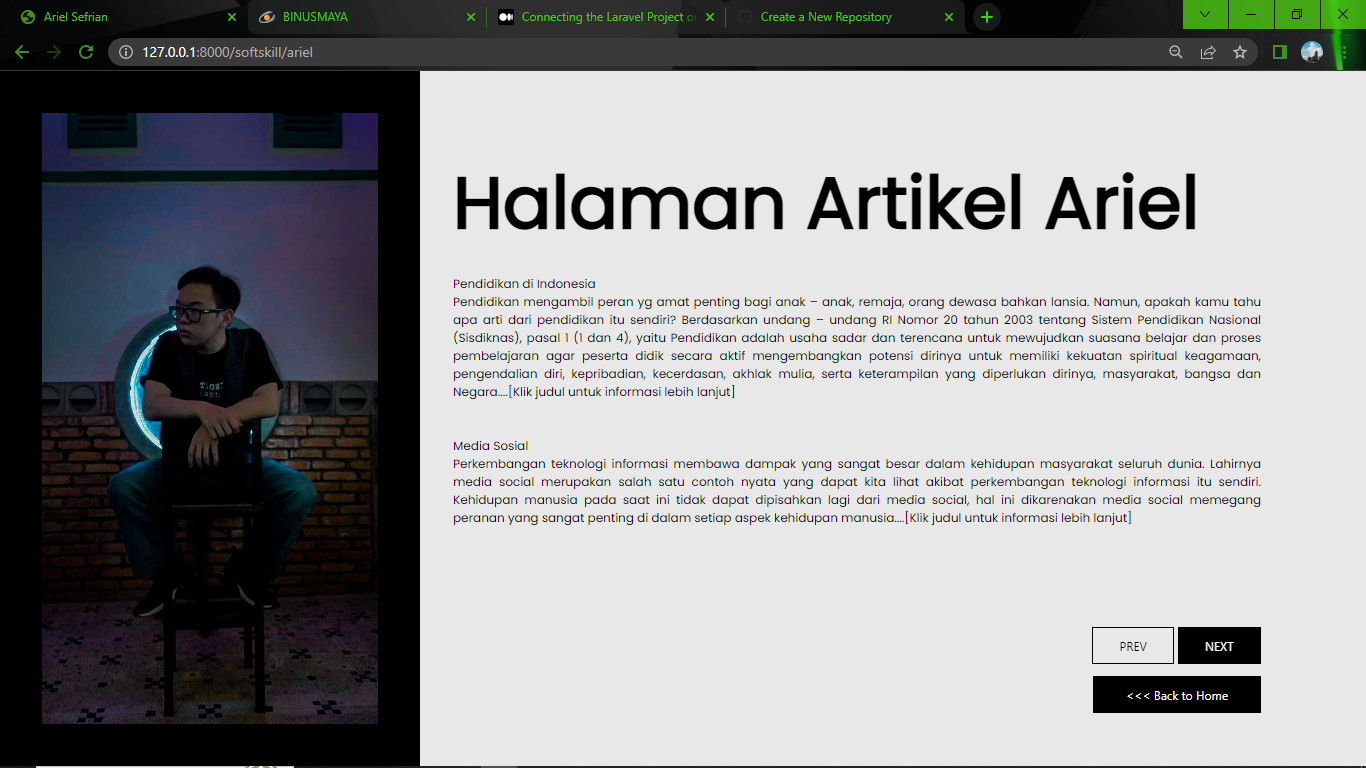 Ariel Sefrian
BINUSMAYA
Connecting the Laravel Project or
Create a New Repository
127.0.0.1:8000/softskill/ariel
Halaman Artikel Ariel
Pendidikan di Indonesia
Pendidikan mengambil peran yg amat penting bagi anak – anak, remaja, orang dewasa bahkan lansia. Namun, apakah kamu tahu
apa arti dari pendidikan itu sendiri? Berdasarkan undang – undang RI Nomor 20 tahun 2003 tentang Sistem Pendidikan Nasional
(Sisdiknas), pasal 1 (1 dan 4), yaitu Pendidikan adalah usaha sadar dan terencana untuk mewujudkan suasana belajar dan proses
pembelajaran agar peserta didik secara aktif mengembangkan potensi dirinya untuk memiliki kekuatan spiritual keagamaan,
pengendalian diri, kepribadian, kecerdasan, akhlak mulia, serta keterampilan yang diperlukan dirinya, masyarakat, bangsa dan
Negara....[Klik judul untuk informasi lebih lanjut]
Media Sosial
Perkembangan teknologi informasi membawa dampak yang sangat besar dalam kehidupan masyarakat seluruh dunia. Lahirnya
media social merupakan salah satu contoh nyata yang dapat kita lihat akibat perkembangan teknologi informasi itu sendiri.
Kehidupan manusia pada saat ini tidak dapat dipisahkan lagi dari media social, hal ini dikarenakan media social memegang
peranan yang sangat penting di dalam setiap aspek kehidupan manusia....[Klik judul untuk informasi lebih lanjut]
PREV
NEXT
<<< Back to Home